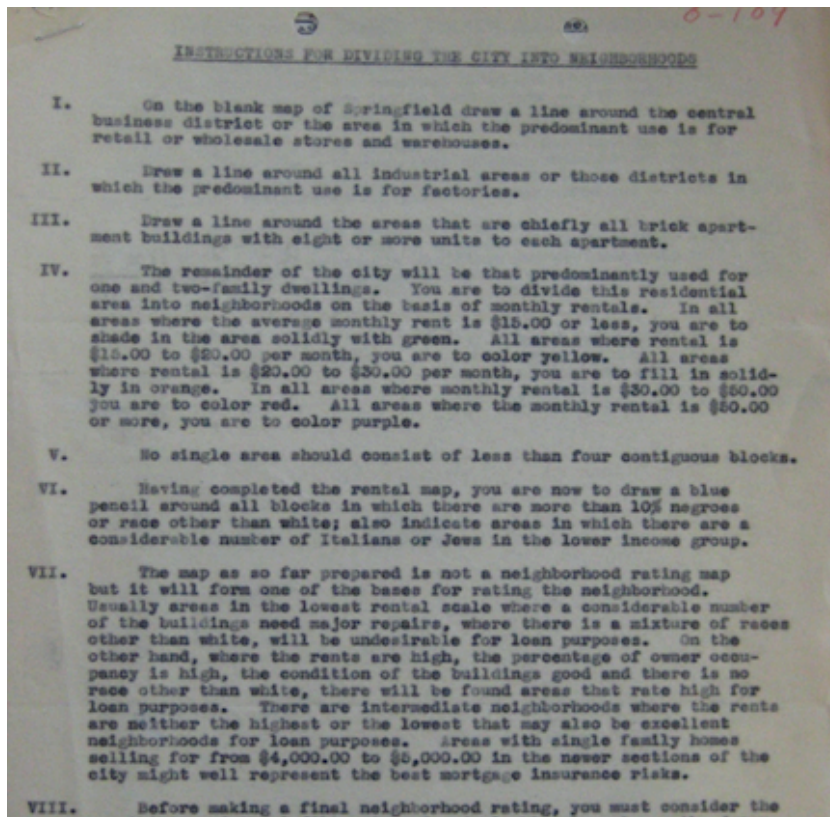 6-109
INSTRUCTIONS FOR DIVIDING THE CITY INTO NEIGHBORHOODS
I. On the blank map of Springfield draw a line around the central
business district or the area in which the predominant use is for
retail or wholesale stores and warehouses.
II. Draw a line around all industrial areas or those districts in
which the predominant use is for factories.
III. Draw a line around the areas that are chiefly all brick apart-
ment buildings with eight or more units to each apartment.
IV. The remainder of the city will be that predominantly used for
one and two-family dwellings. You are to divide this residential
area into neighborhoods on the basis of monthly rentals. In all
areas where the average monthly rent is $15.00 or less, you are to
shade in the area solidly with green. All areas where rental is
$15.00 to $20.00 per month, you are to color yellow. All areas
where rental is $20.00 to $30.00 per month, you are to fill in solid-
ly in orange. In all areas where monthly rental is $30.00 to $50.00
you are to color red. All areas where the monthly rental is $50.00
or more, you are to color purple.
V. No single area should consist of less than four contiguous blocks.
VI. Having completed the rental map, you are now to draw a blue
pencil around all blocks in which there are more than 10% negroes
or race other than white; also indicate areas in which there are a
considerable number of Italians or Jews in the lower income group.
VII. The map as so far prepared is not a neighborhood rating map
but it will form one of the bases for rating the neighborhood.
Usually areas in the lowest rental scale where a considerable number
of the buildings need major repairs, where there is a mixture of races
other than white, will be undesirable for loan purposes. On the
other hand, where the rents are high, the percentage of owner occu-
pancy is high, the condition of the buildings good and there is no
race other than white, there will be found areas that rate high for
loan purposes. There are intermediate neighborhoods where the rents
are neither the highest or the lowest that may also be excellent
neighborhoods for loan purposes. Areas with single family homes
selling for from $4,000.00 to $5,000.00 in the newer sections of the
city might well represent the best mortgage insurance risks.
VIII. Before making a final neighborhood rating, you must consider the